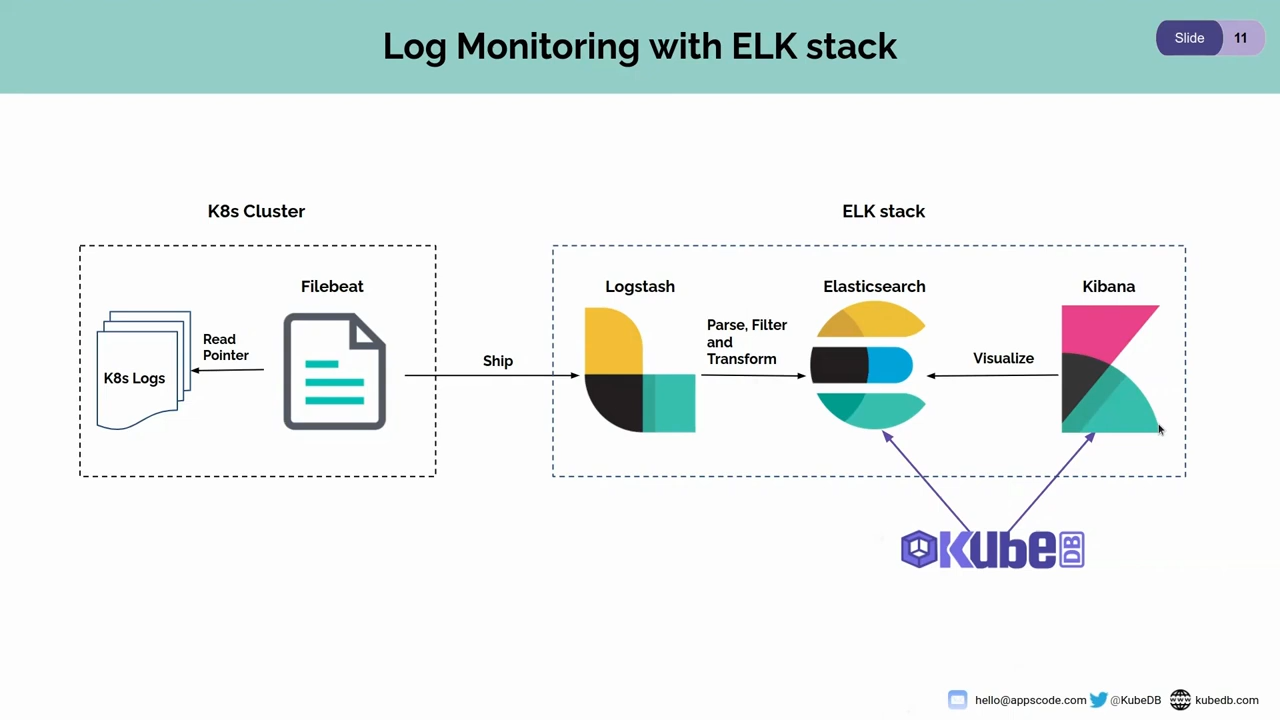 Log Monitoring with ELK stack
Slide 11
K8s Cluster
ELK stack
Filebeat
Logstash
Elasticsearch
Kibana
K8s Logs
Read
Pointer
Ship
Parse, Filter
and
Transform
Visualize
KubeDB
hello@appscode.com @KubeDB kubedb.com